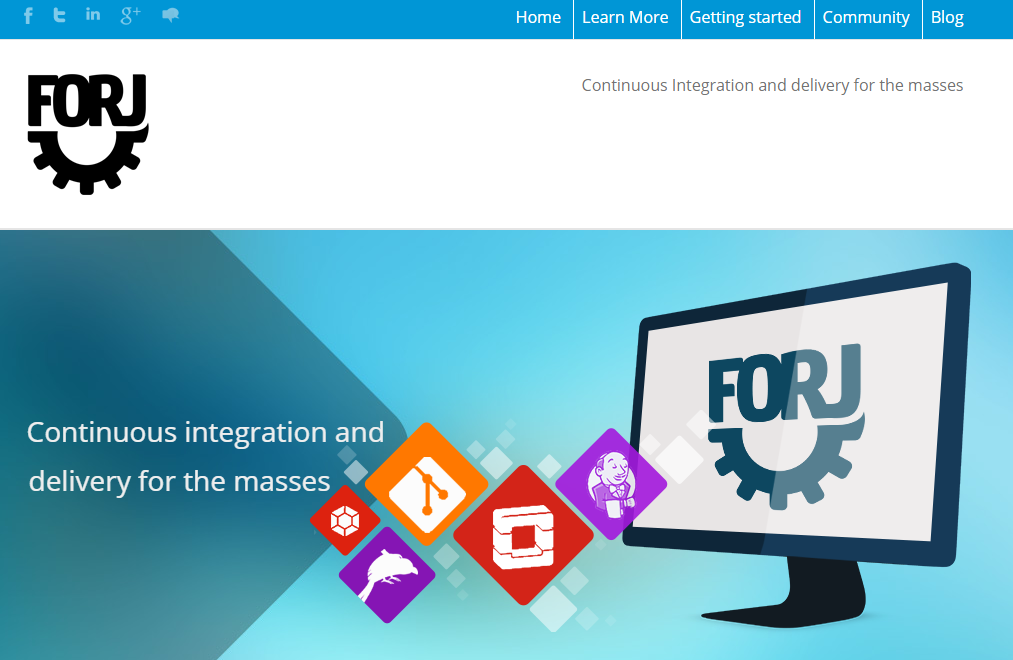 Home Learn More Getting started Community Blog
FORJ
Continuous Integration and delivery for the masses
FORJ
Continuous integration and
delivery for the masses